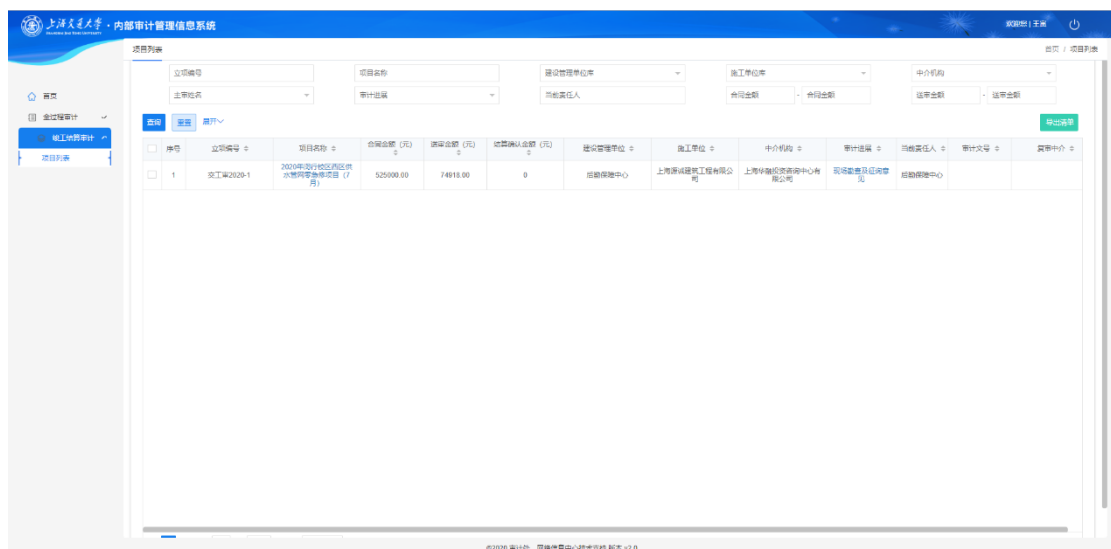 上海交通大学 · 内部审计管理信息系统
欢迎您 | 王
项目列表
首页 / 项目列表
首页
全过程审计
竣工结算审计
项目列表
立项编号 项目名称 建设管理单位库 施工单位库 中介机构
主审姓名 审计进展 当前责任人 合同金额 - 合同金额 送审金额 - 送审金额
查询 重置 展开
导出清单
序号 立项编号 项目名称 合同金额（元） 送审金额（元） 结算确认金额（元） 建设管理单位 施工单位 中介机构 审计进展 当前责任人 审计文号 复审中介
1 交工审2020-1 2020年闵行校区西区供水管网零急修项目（7月） 525000.00 74918.00 0 后勤保障中心 上海源诚建筑工程有限公司 上海华融投资咨询中心有限公司 现场勘查及征询意见 后勤保障中心
©2020 审计处